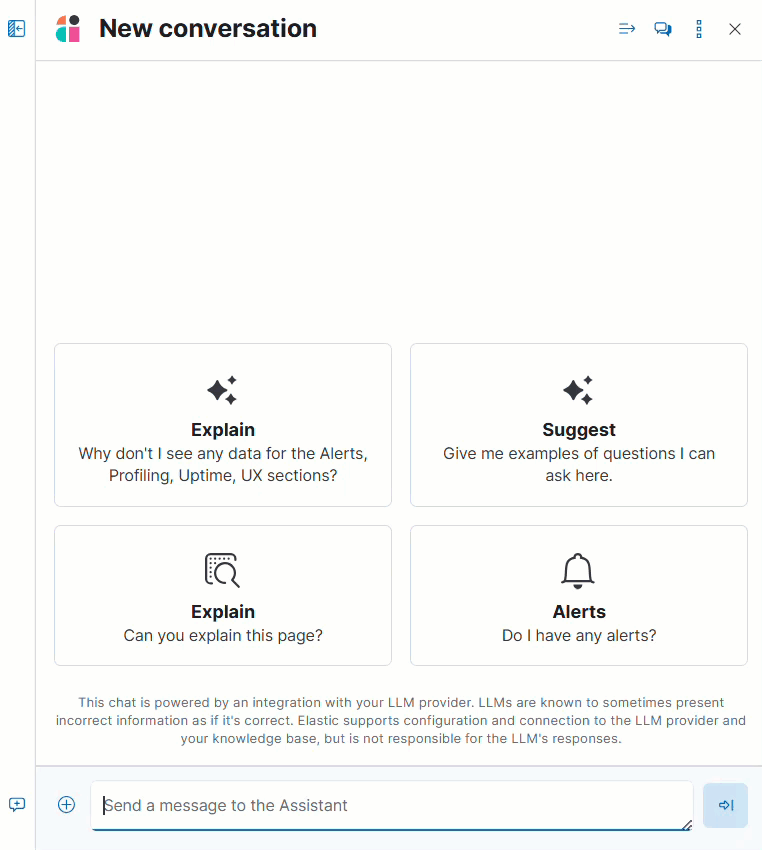 New conversation
Explain
Why don't I see any data for the Alerts,
Profiling, Uptime, UX sections?
Suggest
Give me examples of questions I can
ask here.
Explain
Can you explain this page?
Alerts
Do I have any alerts?
This chat is powered by an integration with your LLM provider. LLMs are known to sometimes present
incorrect information as if it's correct. Elastic supports configuration and connection to the LLM provider and
your knowledge base, but is not responsible for the LLM's responses.
Send a message to the Assistant